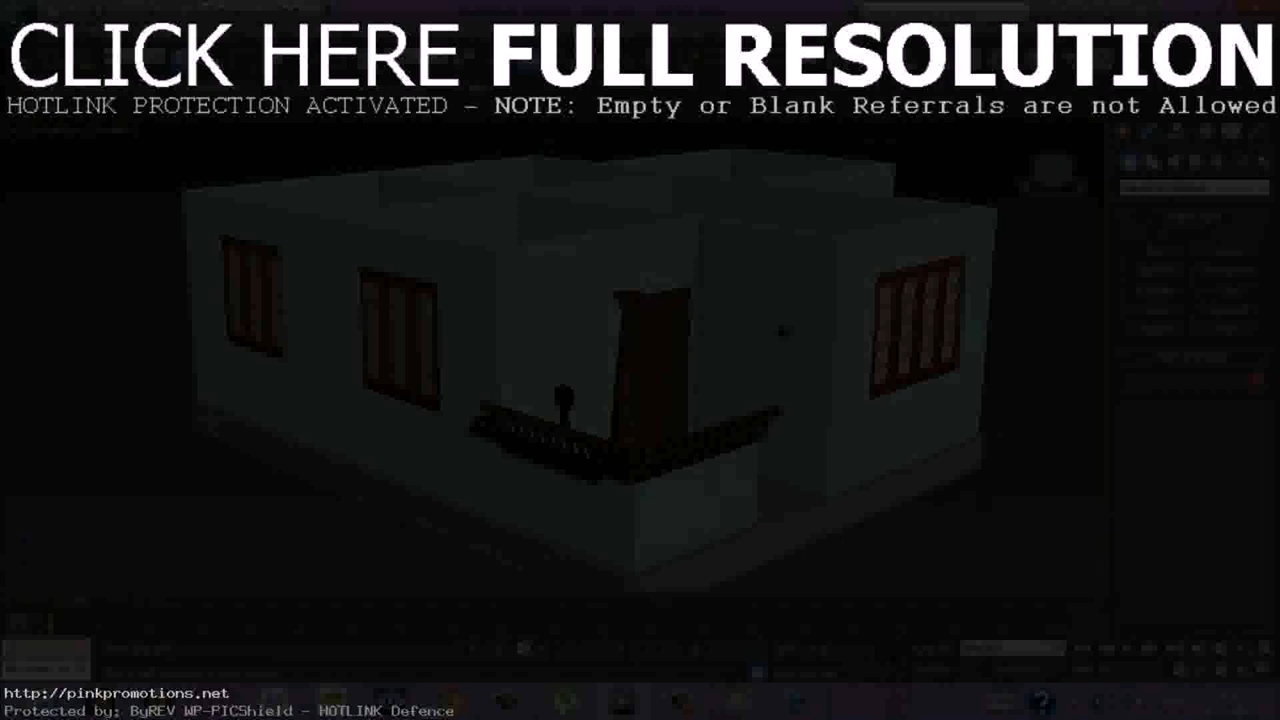 CLICK HERE FULL RESOLUTION
HOTLINK PROTECTION ACTIVATED – NOTE: Empty or Blank Referrals are not Allowed
http://pinkpromotions.net
Protected by: ByREV WP-PICShield – HOTLINK Defence